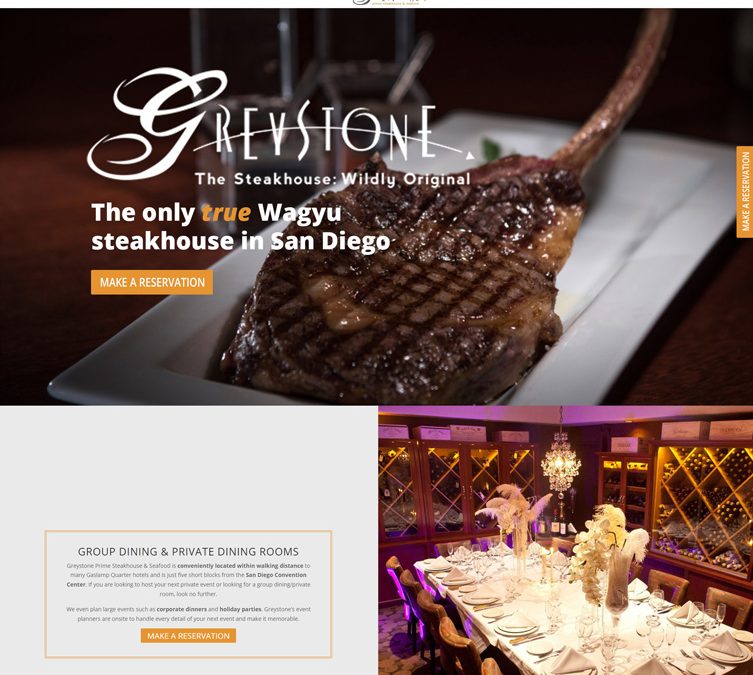 GREYSTONE
The Steakhouse: Wildly Original
The only true Wagyu
steakhouse in San Diego
MAKE A RESERVATION
MAKE A RESERVATION
GROUP DINING & PRIVATE DINING ROOMS
Greystone Prime Steakhouse & Seafood is conveniently located within walking distance to
many Gaslamp Quarter hotels and is just five short blocks from the San Diego Convention
Center. If you are looking to host your next private event or looking for a group dining/private
room, look no further.
We even plan large events such as corporate dinners and holiday parties. Greystone's event
planners are onsite to handle every detail of your next event and make it memorable.
MAKE A RESERVATION